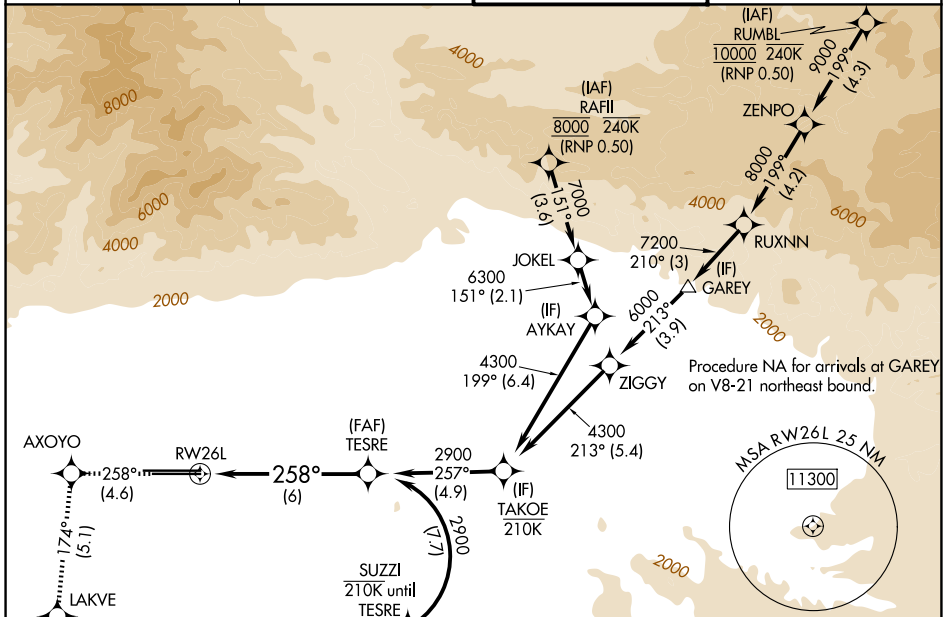 (IAF)
RUMBL
10000 240K
(RNP 0.50)
9000
199°
(4.3)
4000
(IAF)
RAFII
8000 240K
(RNP 0.50)
8000
ZENPO
8000
199°
(4.2)
7000
151°
(3.6)
6000
4000
6000
4000
7200
210° (3)
RUXNN
JOKEL
(IF)
GAREY
6300
151° (2.1)
2000
(IF)
AYKAY
6000
213°
(3.9)
2000
4300
199° (6.4)
ZIGGY
Procedure NA for arrivals at GAREY
on V8-21 northeast bound.
4300
213° (5.4)
AXOYO
RW26L
(FAF)
TESRE
2900
257°
(4.9)
MSA RW26L 25 NM
11300
258°
(4.6)
258°
(6)
(IF)
TAKOE
210K
174°
(5.1)
2900
(7.7)
2000
SUZZI
210K until
TESRE
LAKVE